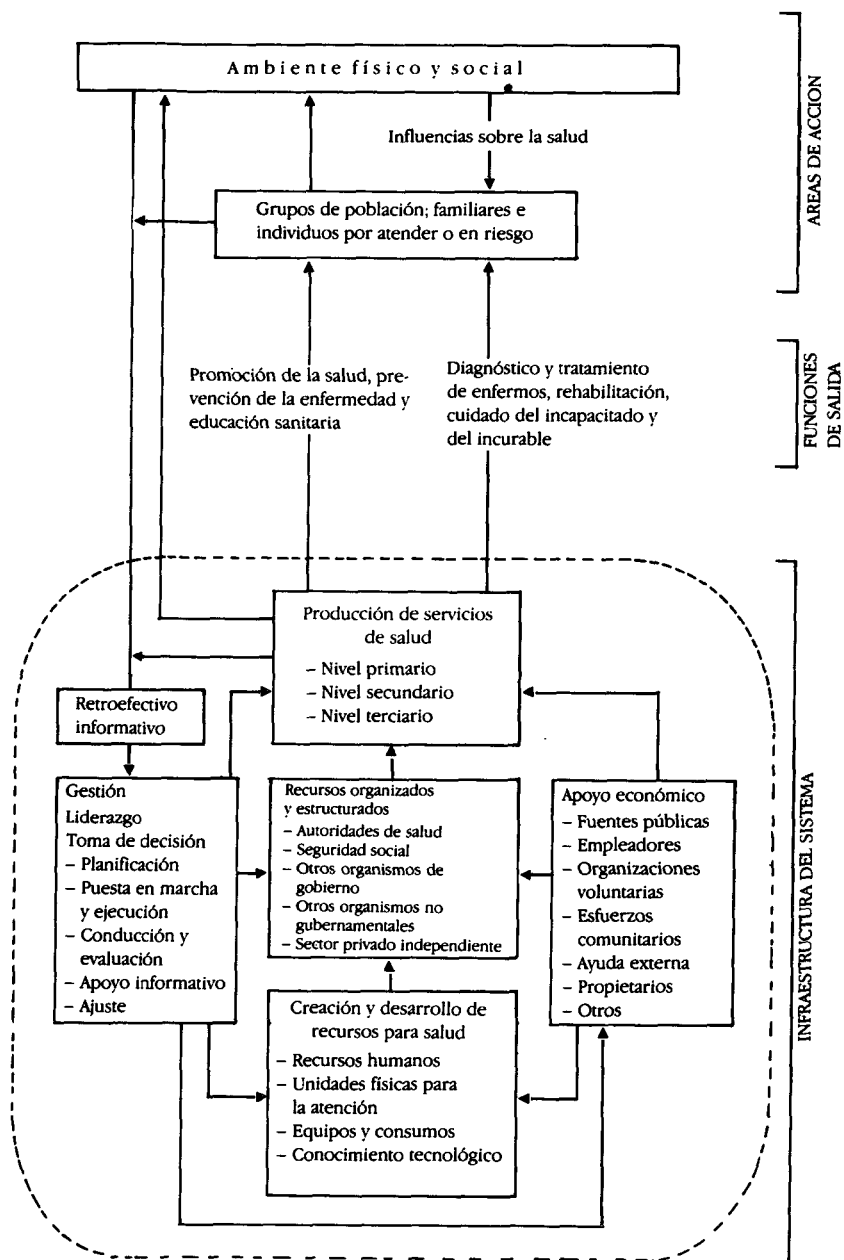 Ambiente físico y social
Influencias sobre la salud
Grupos de población; familiares e
individuos por atender o en riesgo
AREAS DE ACCION
Promoción de la salud, pre-
vención de la enfermedad y
educación sanitaria
Diagnóstico y tratamiento
de enfermos, rehabilitación,
cuidado del incapacitado y
del incurable
FUNCIONES
DE SALIDA
Producción de servicios
de salud
– Nivel primario
– Nivel secundario
– Nivel terciario
Retroefectivo
informativo
Gestión
Liderazgo
Toma de decisión
– Planificación
– Puesta en marcha
y ejecución
– Conducción y
evaluación
– Apoyo informativo
– Ajuste
Recursos organizados
y estructurados
– Autoridades de salud
– Seguridad social
– Otros organismos de
gobierno
– Otros organismos no
gubernamentales
– Sector privado independiente
Apoyo económico
– Fuentes públicas
– Empleadores
– Organizaciones
voluntarias
– Esfuerzos
comunitarios
– Ayuda externa
– Propietarios
– Otros
Creación y desarrollo de
recursos para salud
– Recursos humanos
– Unidades físicas para
la atención
– Equipos y consumos
– Conocimiento tecnológico
INFRAESTRUCTURA DEL SISTEMA